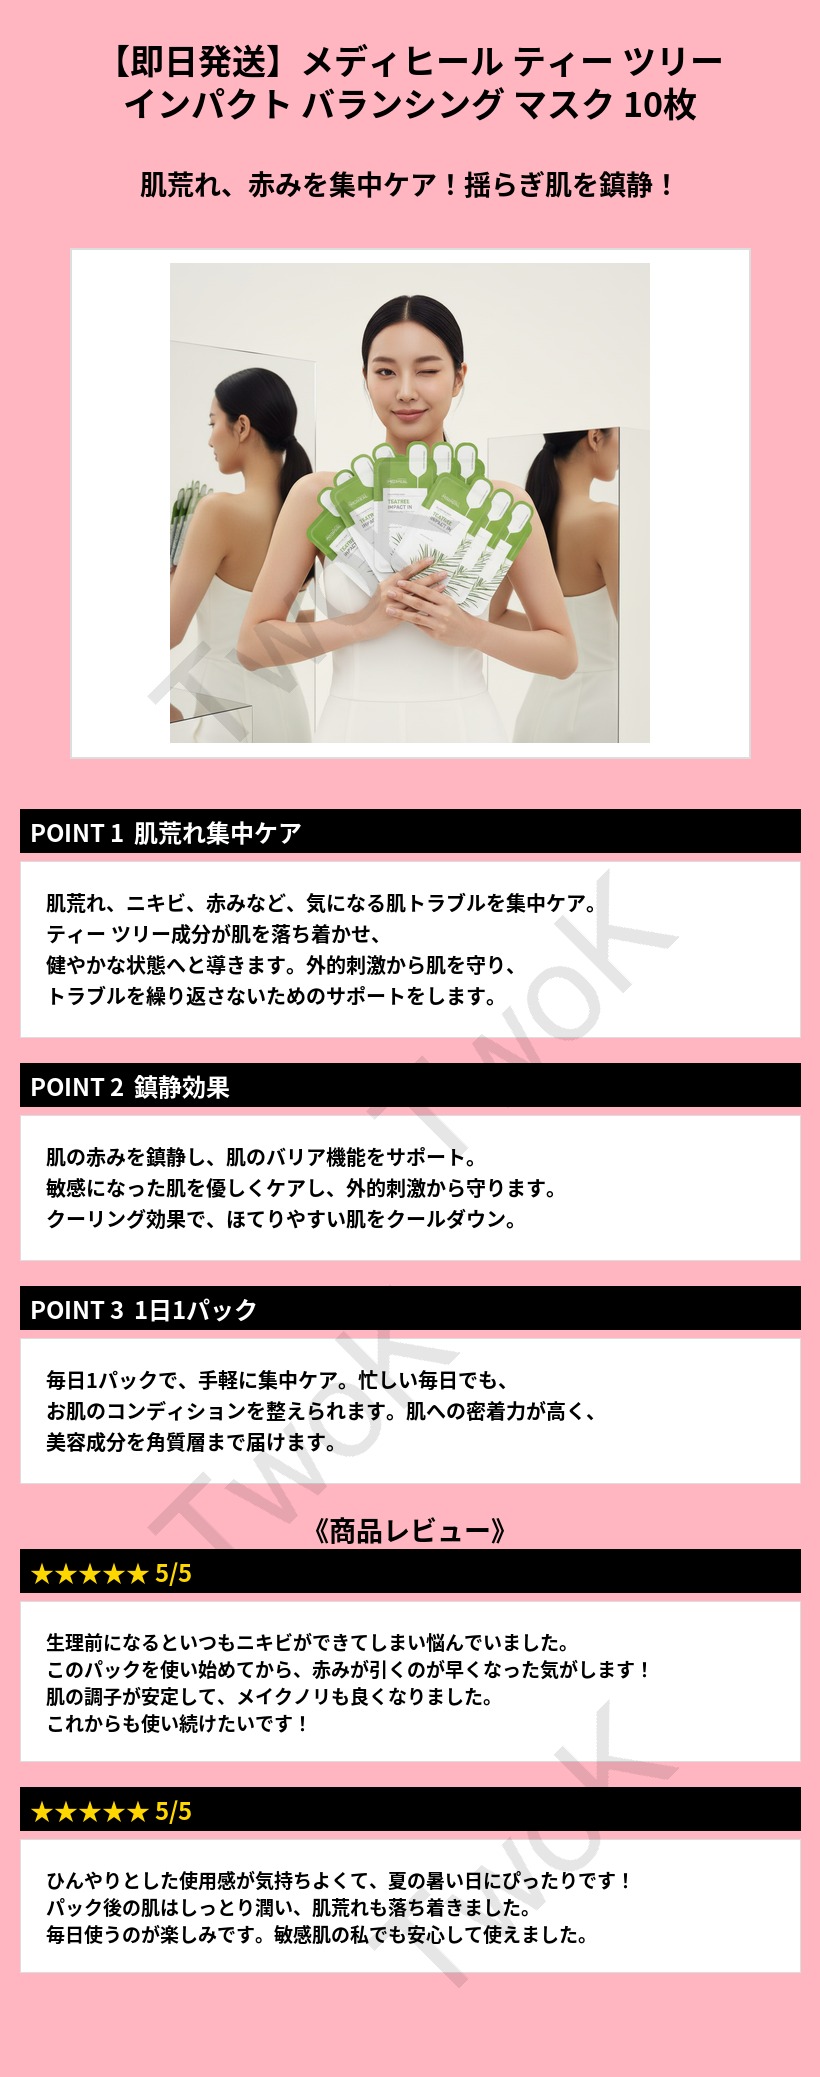 【即日発送】メディヒール ティー ツリー
インパクト バランシング マスク 10枚
肌荒れ、赤みを集中ケア！揺らぎ肌を鎮静！
TEATREE
IMPACT IN
TEATREE
IMPACT IN
TwoK
POINT 1 肌荒れ集中ケア
肌荒れ、ニキビ、赤みなど、気になる肌トラブルを集中ケア。
ティー ツリー成分が肌を落ち着かせ、
健やかな状態へと導きます。外的刺激から肌を守り、
トラブルを繰り返さないためのサポートをします。
TwoK
POINT 2 鎮静効果
肌の赤みを鎮静し、肌のバリア機能をサポート。
敏感になった肌を優しくケアし、外的刺激から守ります。
クーリング効果で、ほてりやすい肌をクールダウン。
POINT 3 1日1パック
毎日1パックで、手軽に集中ケア。忙しい毎日でも、
お肌のコンディションを整えられます。肌への密着力が高く、
美容成分を角質層まで届けます。
TwoK
《商品レビュー》
★★★★★ 5/5
生理前になるといつもニキビができてしまい悩んでいました。
このパックを使い始めてから、赤みが引くのが早くなった気がします！
肌の調子が安定して、メイクノリも良くなりました。
これからも使い続けたいです！
★★★★★ 5/5
ひんやりとした使用感が気持ちよくて、夏の暑い日にぴったりです！
パック後の肌はしっとり潤い、肌荒れも落ち着きました。
毎日使うのが楽しみです。敏感肌の私でも安心して使えました。
TwoK